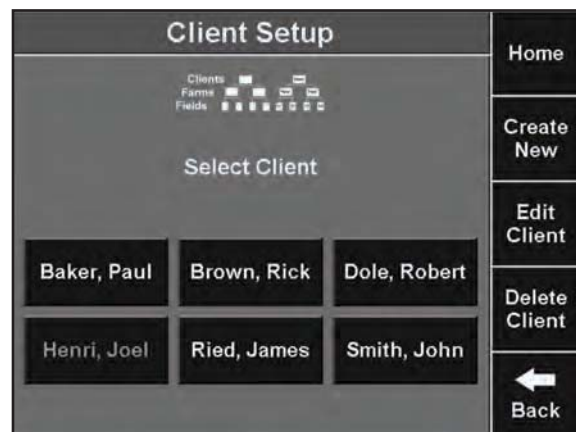 Client Setup
Clients
Farms
Fields
Select Client
Baker, Paul
Brown, Rick
Dole, Robert
Henri, Joel
Ried, James
Smith, John
Home
Create
New
Edit
Client
Delete
Client
Back